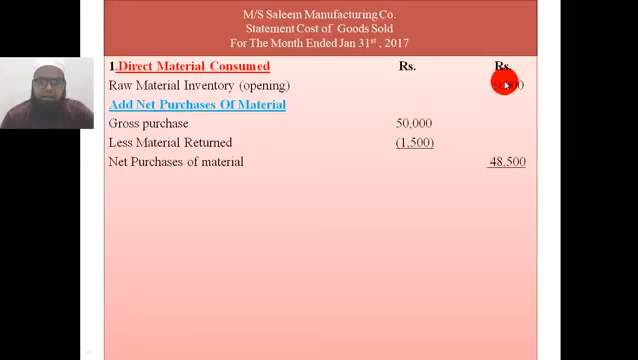 M/S Saleem Manufacturing Co.
Statement Cost of Goods Sold
For The Month Ended Jan 31st, 2017
1.Direct Material Consumed Rs. Rs.
Raw Material Inventory (opening)
Add Net Purchases Of Material
Gross purchase 50,000
Less Material Returned (1,500)
Net Purchases of material 48,500